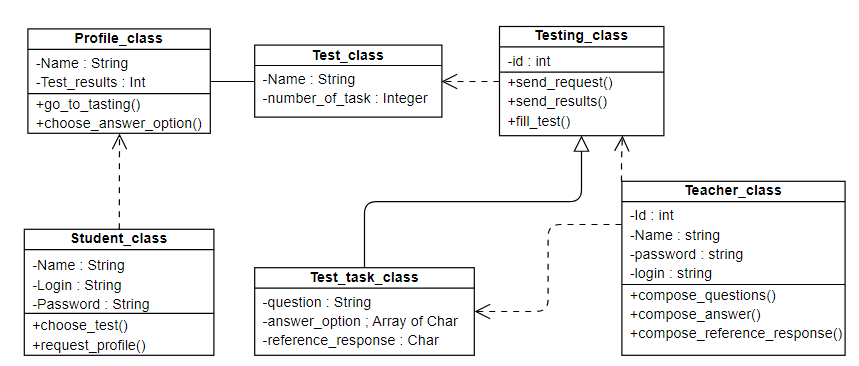 Profile_class
-Name : String
-Test_results : Int
+go_to_tasting()
+choose_answer_option()
Test_class
-Name : String
-number_of_task : Integer
Testing_class
-id : int
+send_request()
+send_results()
+fill_test()
Student_class
-Name : String
-Login : String
-Password : String
+choose_test()
+request_profile()
Test_task_class
-question : String
-answer_option ; Array of Char
-reference_response : Char
Teacher_class
-Id : int
-Name : string
-password : string
-login : string
+compose_questions()
+compose_answer()
+compose_reference_response()